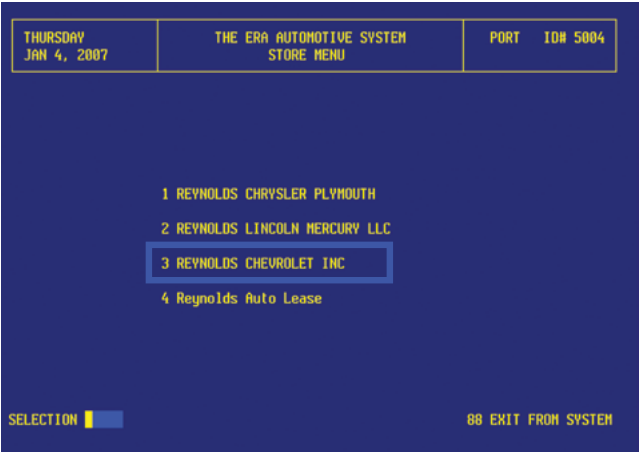 THURSDAY
JAN 4, 2007
THE ERA AUTOMOTIVE SYSTEM
STORE MENU
PORT ID# 5004
1 REYNOLDS CHRYSLER PLYMOUTH
2 REYNOLDS LINCOLN MERCURY LLC
3 REYNOLDS CHEVROLET INC
4 Reynolds Auto Lease
SELECTION
88 EXIT FROM SYSTEM